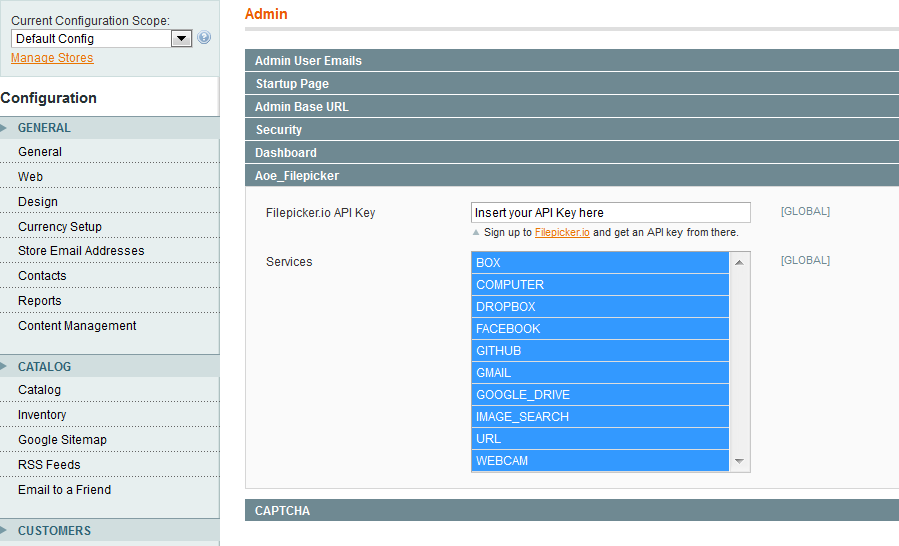 Current Configuration Scope:
Default Config
Manage Stores
Configuration
GENERAL
General
Web
Design
Currency Setup
Store Email Addresses
Contacts
Reports
Content Management
CATALOG
Catalog
Inventory
Google Sitemap
RSS Feeds
Email to a Friend
CUSTOMERS
Admin
Admin User Emails
Startup Page
Admin Base URL
Security
Dashboard
Aoe_Filepicker
Filepicker.io API Key Insert your API Key here [GLOBAL]
Sign up to Filepicker.io and get an API key from there.
Services [GLOBAL]
BOX
COMPUTER
DROPBOX
FACEBOOK
GITHUB
GMAIL
GOOGLE_DRIVE
IMAGE_SEARCH
URL
WEBCAM
CAPTCHA